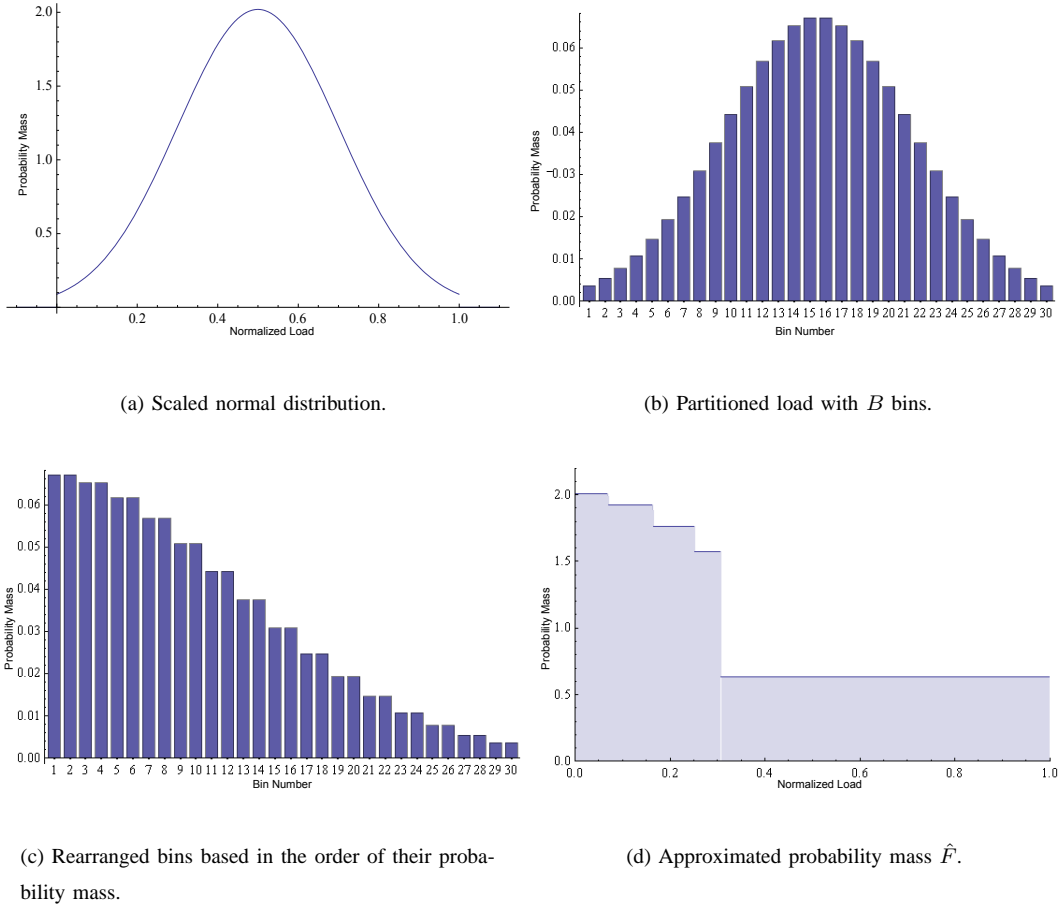 2.0
1.5
1.0
0.5
Probability Mass
0.2 0.4 0.6 0.8 1.0
Normalized Load
(a) Scaled normal distribution.
0.06
0.05
0.04
0.03
0.02
0.01
0.00
Probability Mass
1 2 3 4 5 6 7 8 9 10 11 12 13 14 15 16 17 18 19 20 21 22 23 24 25 26 27 28 29 30
Bin Number
(b) Partitioned load with B bins.
0.06
0.05
0.04
0.03
0.02
0.01
0.00
Probability Mass
1 2 3 4 5 6 7 8 9 10 11 12 13 14 15 16 17 18 19 20 21 22 23 24 25 26 27 28 29 30
Bin Number
(c) Rearranged bins based in the order of their proba-
bility mass.
2.0
1.5
1.0
0.5
0.0
Probability Mass
0.0 0.2 0.4 0.6 0.8 1.0
Normalized Load
(d) Approximated probability mass F̂.